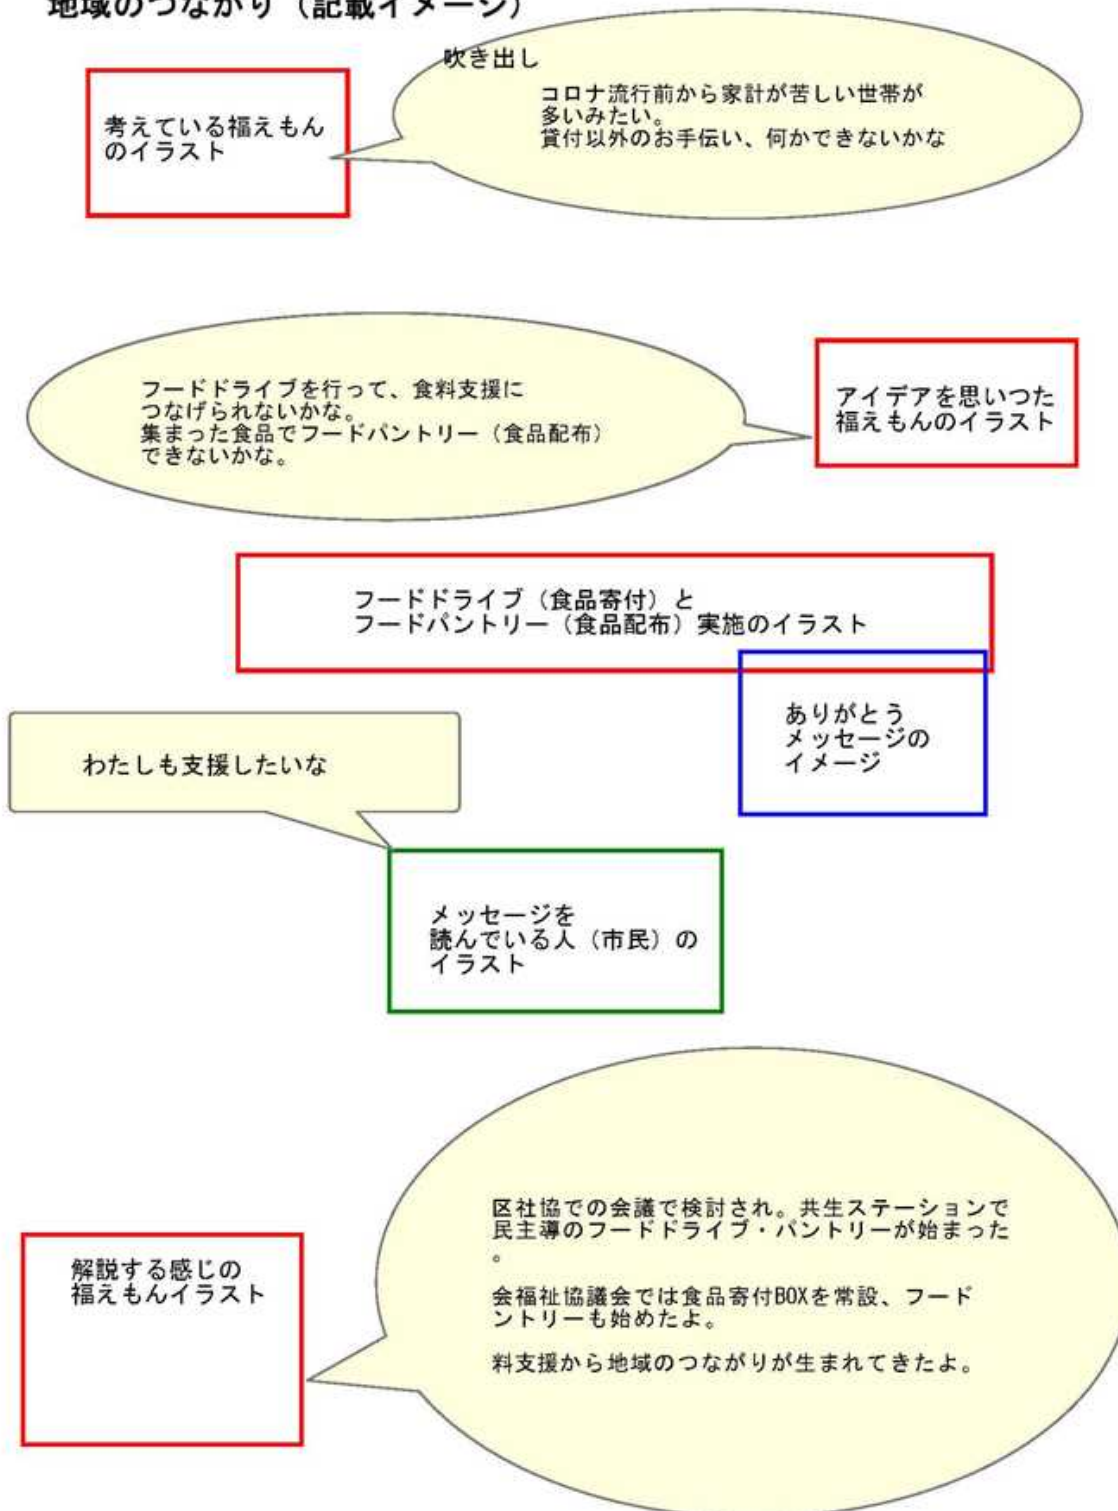 地域のつながり（記載イメージ）
吹き出し
コロナ流行前から家計が苦しい世帯が
多いみたい。
貸付以外のお手伝い、何かできないかな
考えている福えもん
のイラスト
フードドライブを行って、食料支援に
つなげられないかな。
集まった食品でフードパントリー（食品配布）
できないかな。
アイデアを思いつた
福えもんのイラスト
フードドライブ（食品寄付）と
フードパントリー（食品配布）実施のイラスト
ありがとう
メッセージの
イメージ
わたしも支援したいな
メッセージを
読んでいる人（市民）の
イラスト
区社協での会議で検討され。共生ステーションで
民主導のフードドライブ・パントリーが始まった
。
会福祉協議会では食品寄付BOXを常設、フード
ントリーも始めたよ。
料支援から地域のつながりが生まれてきたよ。
解説する感じの
福えもんイラスト